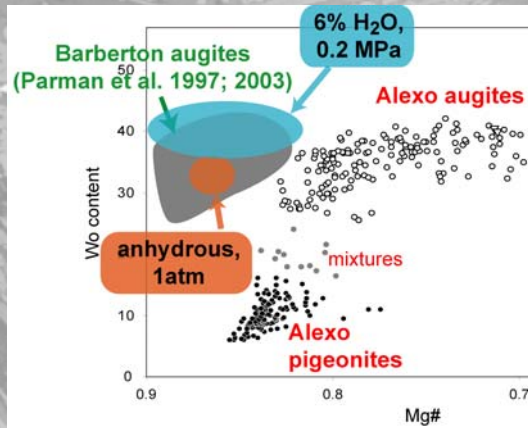 6% H₂O,
0.2 MPa
Barberton augites
(Parman et al. 1997; 2003)
Alexo augites
50
40
30
10
0
Wo content
anhydrous,
1atm
mixtures
Alexo
pigeonites
0.9
0.8
0.7
Mg#